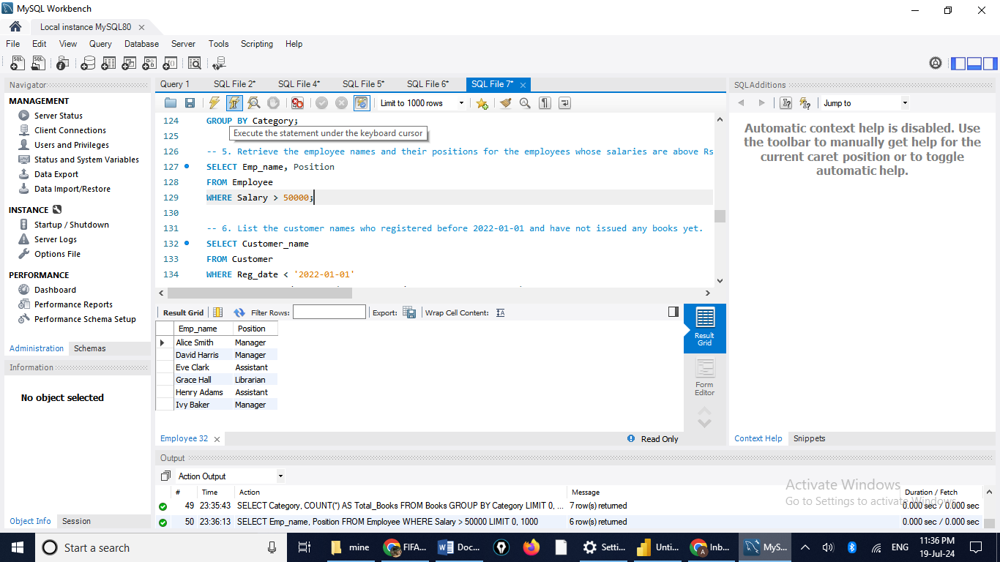 MySQL Workbench
Local instance MySQL80
File Edit View Query Database Server Tools Scripting Help
Navigator
MANAGEMENT
Server Status
Client Connections
Users and Privileges
Status and System Variables
Data Export
Data Import/Restore
INSTANCE
Startup / Shutdown
Server Logs
Options File
PERFORMANCE
Dashboard
Performance Reports
Performance Schema Setup
Administration Schemas
Information
No object selected
Object Info Session
Query 1 SQL File 2* SQL File 4* SQL File 5* SQL File 6* SQL File 7*
Limit to 1000 rows
124 GROUP BY Category;
Execute the statement under the keyboard cursor
125
126 -- 5. Retrieve the employee names and their positions for the employees whose salaries are above Rs
127 SELECT Emp_name, Position
128 FROM Employee
129 WHERE Salary > 50000;
130
131 -- 6. List the customer names who registered before 2022-01-01 and have not issued any books yet.
132 SELECT Customer_name
133 FROM Customer
134 WHERE Reg_date < '2022-01-01'
Result Grid Filter Rows: Export: Wrap Cell Content:
Emp_name Position
Alice Smith Manager
David Harris Manager
Eve Clark Assistant
Grace Hall Librarian
Henry Adams Assistant
Ivy Baker Manager
Result Grid
Form Editor
Employee 32
Read Only
SQLAdditions
Jump to
Automatic context help is disabled. Use
the toolbar to manually get help for the
current caret position or to toggle
automatic help.
Context Help Snippets
Output
Action Output
# Time Action Message Duration / Fetch
49 23:35:43 SELECT Category, COUNT(*) AS Total_Books FROM Books GROUP BY Category LIMIT 0, ... 7 row(s) returned 0.000 sec / 0.000 sec
50 23:36:13 SELECT Emp_name, Position FROM Employee WHERE Salary > 50000 LIMIT 0, 1000 6 row(s) returned 0.000 sec / 0.000 sec
Activate Windows
Go to Settings to activate Windows.
Start a search
mine
FIFA...
Doc...
Setti...
Unti...
Inb...
MyS...
ENG
11:36 PM
19-Jul-24